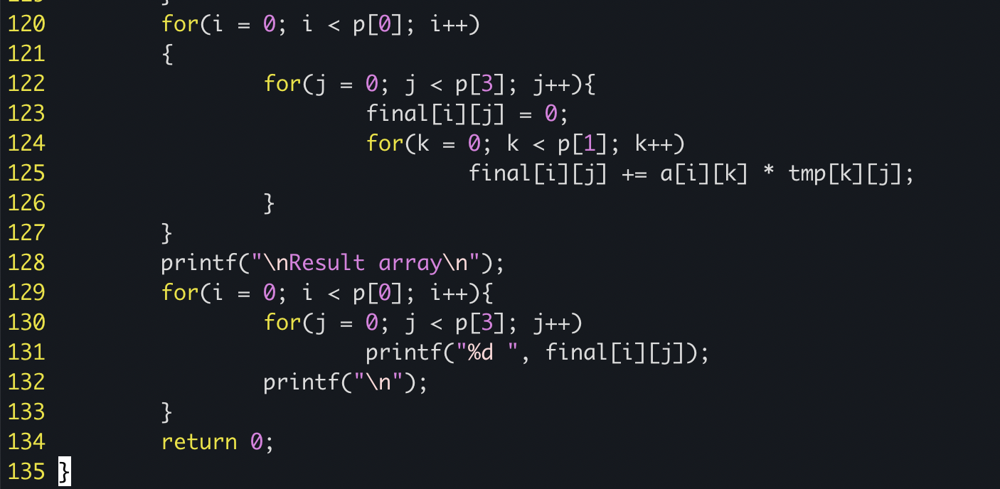 119 }
120 for(i = 0; i < p[0]; i++)
121 {
122 for(j = 0; j < p[3]; j++){
123 final[i][j] = 0;
124 for(k = 0; k < p[1]; k++)
125 final[i][j] += a[i][k] * tmp[k][j];
126 }
127 }
128 printf("\nResult array\n");
129 for(i = 0; i < p[0]; i++){
130 for(j = 0; j < p[3]; j++)
131 printf("%d ", final[i][j]);
132 printf("\n");
133 }
134 return 0;
135 }